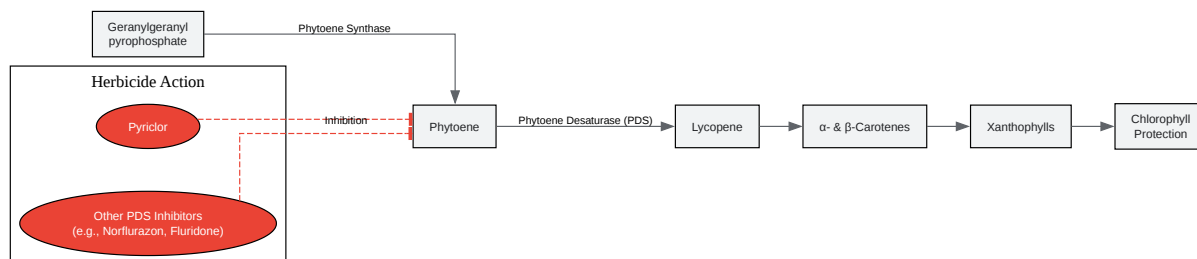 Geranylgeranyl
pyrophosphate
Phytoene Synthase
Herbicide Action
Pyriclor
Inhibition
Phytoene
Phytoene Desaturase (PDS)
Lycopene
α- & β-Carotenes
Xanthophylls
Chlorophyll
Protection
Other PDS Inhibitors
(e.g., Norflurazon, Fluridone)